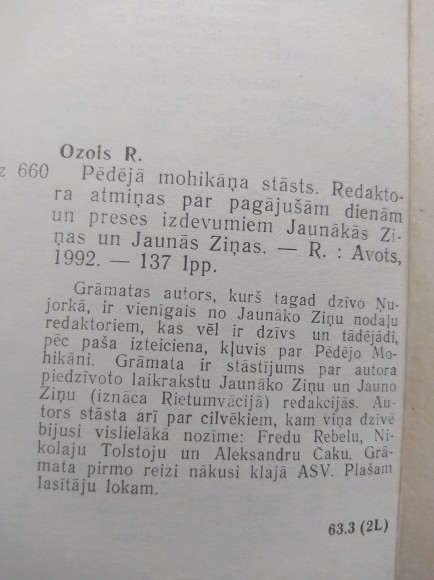 Ozols R.
z 660 Pēdējā mohikāņa stāsts. Redakto-
ra atmiņas par pagājušām dienām
un preses izdevumiem Jaunākās Zi-
ņas un Jaunās Ziņas. — R. : Avots,
1992. — 137 lpp.
Grāmatas autors, kurš tagad dzīvo Ņu-
jorkā, ir vienīgais no Jaunāko Ziņu nodaļu
redaktoriem, kas vēl ir dzīvs un tādējādi,
pēc paša izteiciena, kļuvis par Pēdējo Mo-
hikāni. Grāmata ir stāstījums par autora
piedzīvoto laikrakstu Jaunāko Ziņu un Jauno
Ziņu (iznāca Rietumvācijā) redakcijās. Au-
tors stāsta arī par cilvēkiem, kam viņa dzīvē
bijusi vislielākā nozīme: Fredu Rebelu, Ni-
kolaju Tolstoju un Aleksandru Čaku. Grā-
mata pirmo reizi nākusi klajā ASV. Plašam
lasītāju lokam.
63.3 (2L)